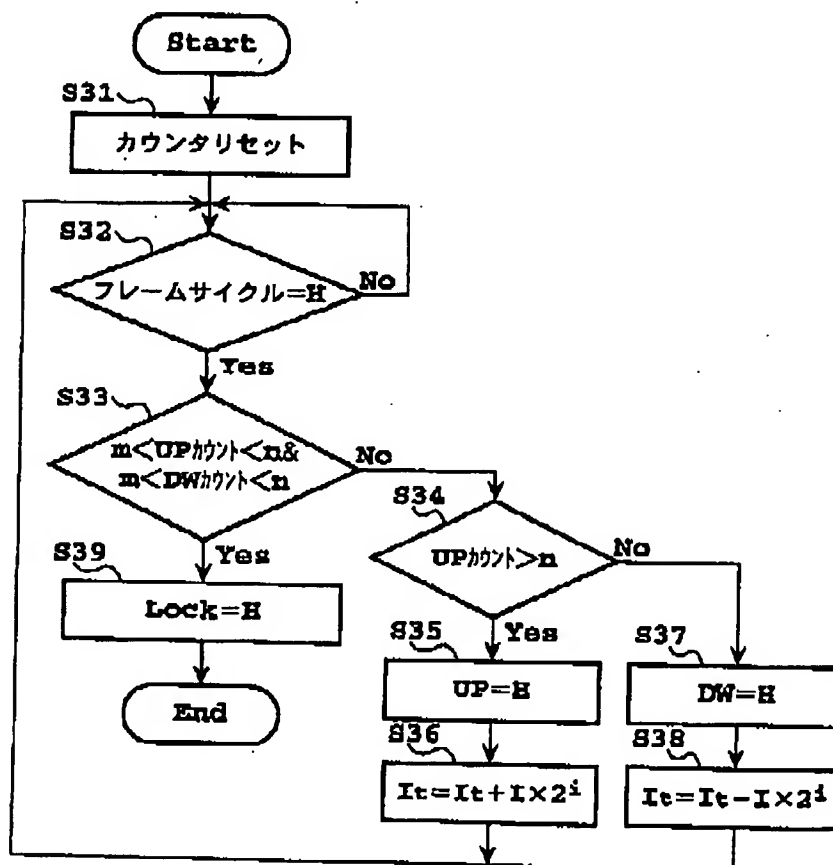 Start
S31
カウンタリセット
S32
フレームサイクル=H
No
Yes
S33
m<UPカウント<n&
m<DWカウント<n
No
Yes
S34
UPカウント>n
No
Yes
S39
Lock=H
End
S35
UP=H
S36
It=It+I×2^i
S37
DW=H
S38
It=It-I×2^i